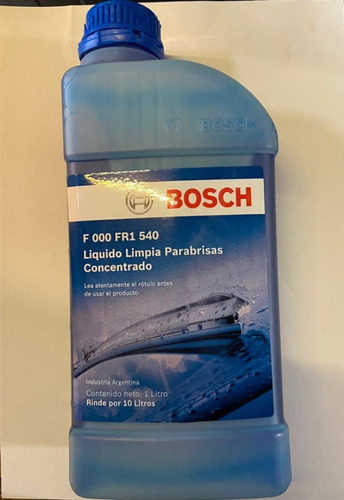 BOSCH
BOSCH
F 000 FR1 540
Liquido Limpia Parabrisas
Concentrado
Lea atentamente el rótulo antes
de usar el producto
Industria Argentina
Contenido neto: 1 Litro
Rinde por 10 Litros